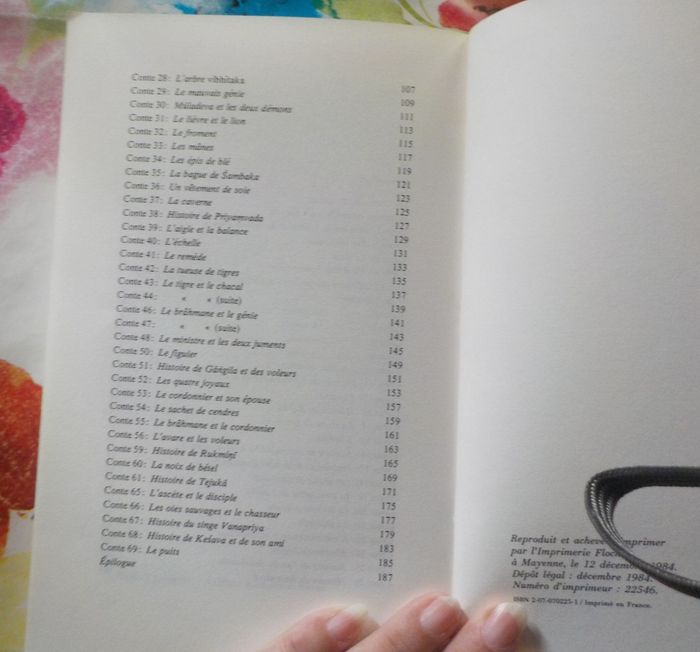 Conte 28: L'arbre vibhîtaka 107
Conte 29: Le mauvais génie 109
Conte 30: Mûladeva et les deux démons 111
Conte 31: Le lièvre et le lion 113
Conte 32: Le froment 115
Conte 33: Les mânes 117
Conte 34: Les épis de blé 119
Conte 35: La bague de Śambaka 121
Conte 36: Un vêtement de soie 123
Conte 37: La caverne 125
Conte 38: Histoire de Priyaṃvada 127
Conte 39: L'aigle et la balance 129
Conte 40: L'échelle 131
Conte 41: Le remède 133
Conte 42: La tueuse de tigres 135
Conte 43: Le tigre et le chacal 137
Conte 44: « « (suite) 139
Conte 46: Le brâhmane et le génie 141
Conte 47: « « (suite) 143
Conte 48: Le ministre et les deux juments 145
Conte 50: Le figuier 149
Conte 51: Histoire de Gâṅgila et des voleurs 151
Conte 52: Les quatre joyaux 153
Conte 53: Le cordonnier et son épouse 157
Conte 54: Le sachet de cendres 159
Conte 55: Le brâhmane et le cordonnier 161
Conte 56: L'avare et les voleurs 163
Conte 59: Histoire de Rukmiṇî 165
Conte 60: La noix de bétel 169
Conte 61: Histoire de Tejukâ 171
Conte 65: L'ascète et le disciple 175
Conte 66: Les oies sauvages et le chasseur 177
Conte 67: Histoire du singe Vanapriya 179
Conte 68: Histoire de Keśava et de son ami 183
Conte 69: Le puits 185
Épilogue 187
Reproduit et achevé imprimer
par l'Imprimerie Floch
à Mayenne, le 12 décembre 1984.
Dépôt légal : décembre 1984.
Numéro d'imprimeur : 22546.
ISBN 2-07-070225-1 / Imprimé en France.